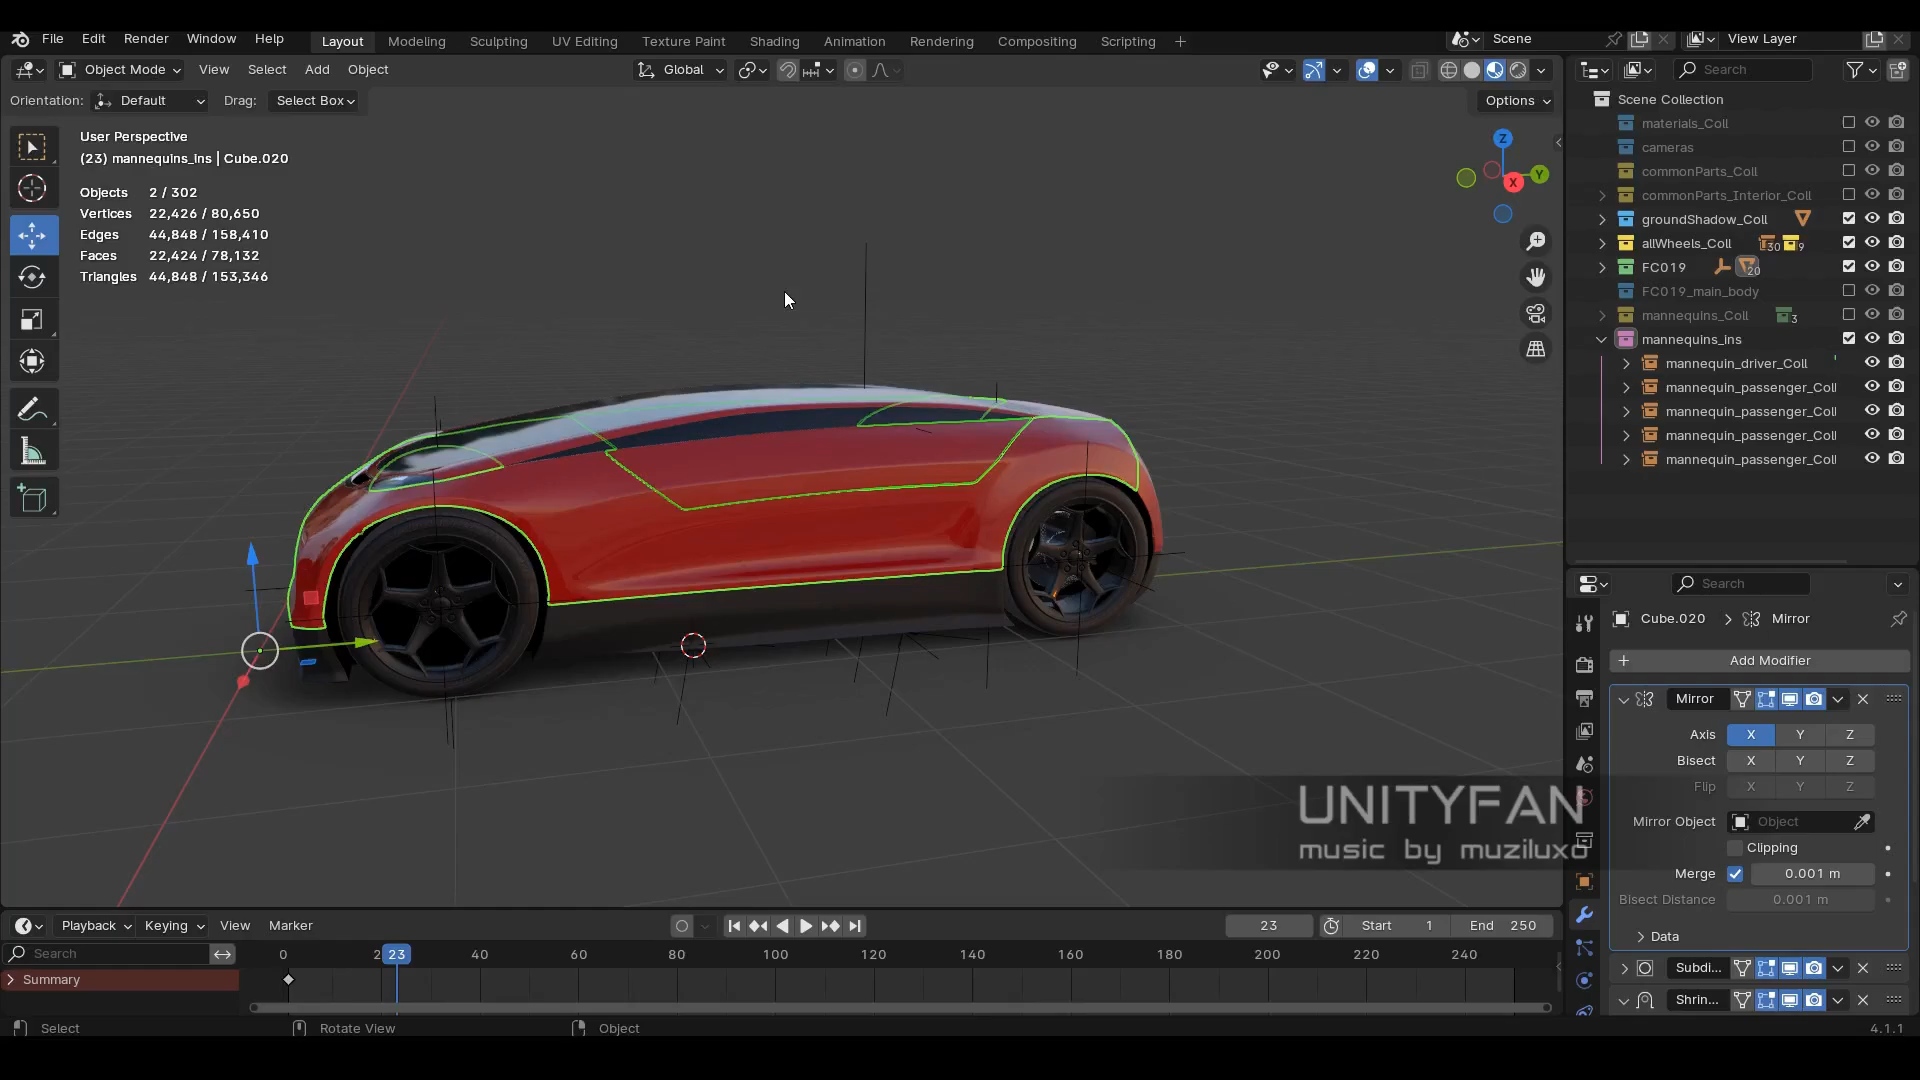 File Edit Render Window Help
Layout Modeling Sculpting UV Editing Texture Paint Shading Animation Rendering Compositing Scripting +
Scene
View Layer
Object Mode View Select Add Object
Global
Search
Orientation: Default Drag: Select Box
Options
Scene Collection
materials_Coll
cameras
commonParts_Coll
commonParts_Interior_Coll
groundShadow_Coll
allWheels_Coll 30 9
FC019 20
FC019_main_body
mannequins_Coll 3
mannequins_ins
mannequin_driver_Coll
mannequin_passenger_Coll
mannequin_passenger_Coll
mannequin_passenger_Coll
mannequin_passenger_Coll
User Perspective
(23) mannequins_ins | Cube.020
Objects 2 / 302
Vertices 22,426 / 80,650
Edges 44,848 / 158,410
Faces 22,424 / 78,132
Triangles 44,848 / 153,346
Z
Y
X
Search
Cube.020 > Mirror
+ Add Modifier
Mirror
Axis X Y Z
Bisect X Y Z
Flip X Y Z
Mirror Object Object
Clipping
Merge 0.001 m
Bisect Distance 0.001 m
Data
Subdi...
Shrin...
UNITYFAN
music by muziluxo
Playback Keying View Marker
23 Start 1 End 250
Search
0 2 23 40 60 80 100 120 140 160 180 200 220 240
Summary
Select Rotate View Object
4.1.1